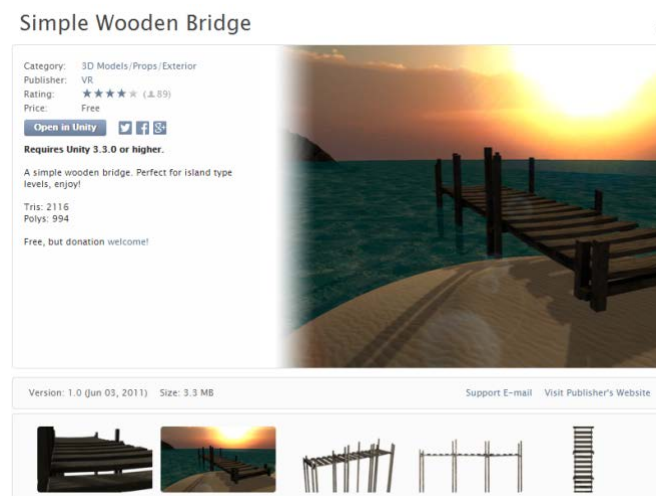 Simple Wooden Bridge
Category: 3D Models/Props/Exterior
Publisher: VR
Rating: (89)
Price: Free
Open in Unity
Requires Unity 3.3.0 or higher.
A simple wooden bridge. Perfect for island type
levels, enjoy!
Tris: 2116
Polys: 994
Free, but donation welcome!
Version: 1.0 (Jun 03, 2011) Size: 3.3 MB Support E-mail Visit Publisher's Website